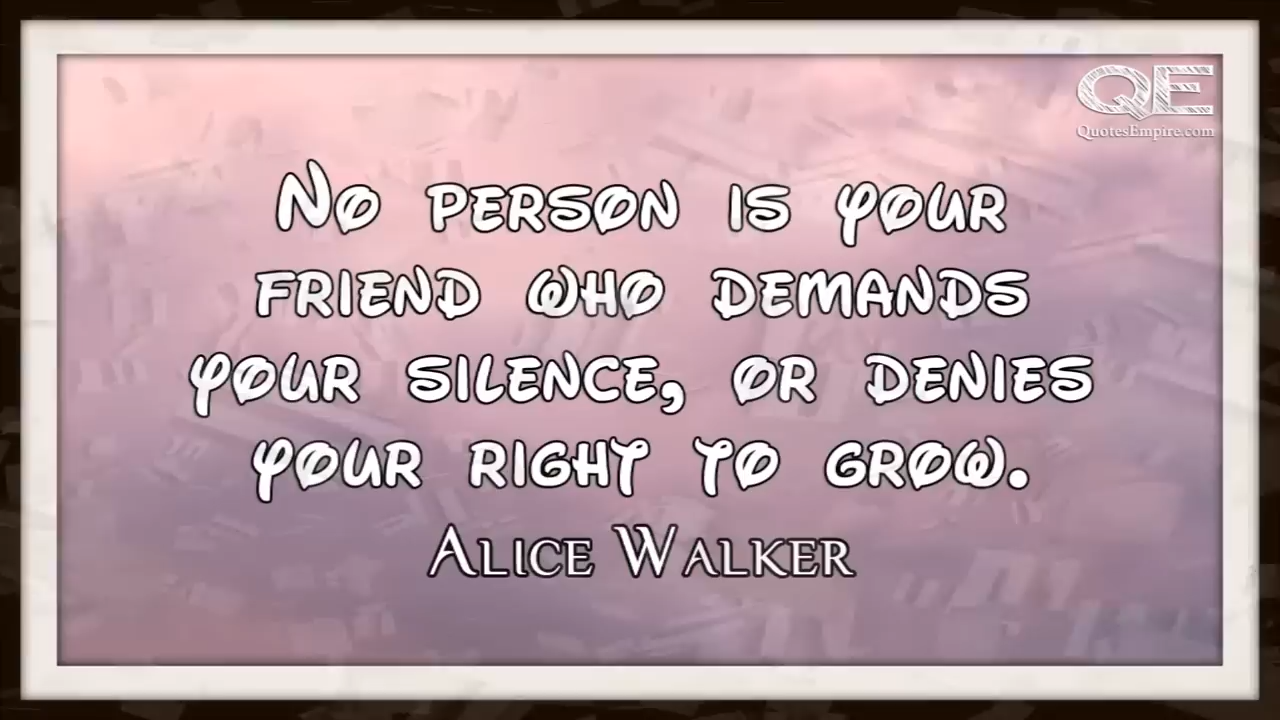 QE
QuotesEmpire.com
No person is your
friend who demands
your silence, or denies
your right to grow.
Alice Walker